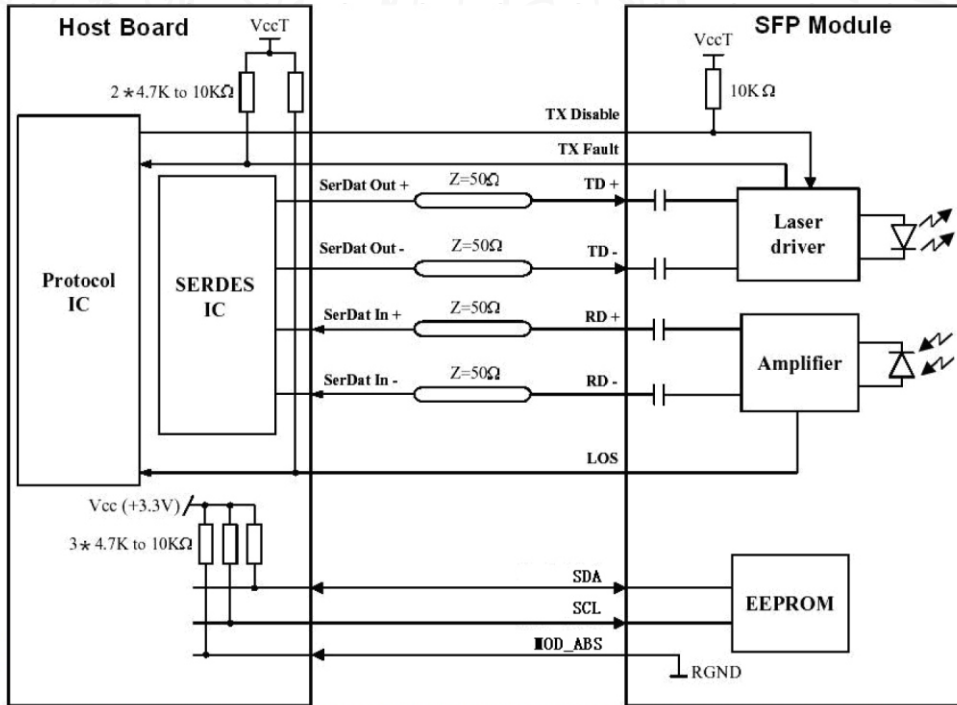 Host Board
SFP Module
VccT
VccT
2*4.7K to 10KΩ
10KΩ
TX Disable
TX Fault
SerDat Out +
Z=50Ω
TD +
SerDat Out -
Z=50Ω
TD -
Laser
driver
Protocol
IC
SERDES
IC
SerDat In +
Z=50Ω
RD +
SerDat In -
Z=50Ω
RD -
Amplifier
LOS
Vcc (+3.3V)
3*4.7K to 10KΩ
SDA
SCL
MOD_ABS
EEPROM
RGND